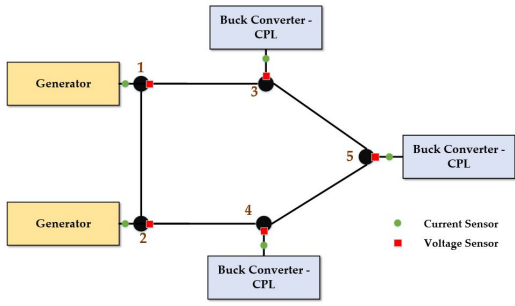 Buck Converter -
CPL
1
Generator
3
Buck Converter -
CPL
5
4
Generator
2
Current Sensor
Voltage Sensor
Buck Converter -
CPL